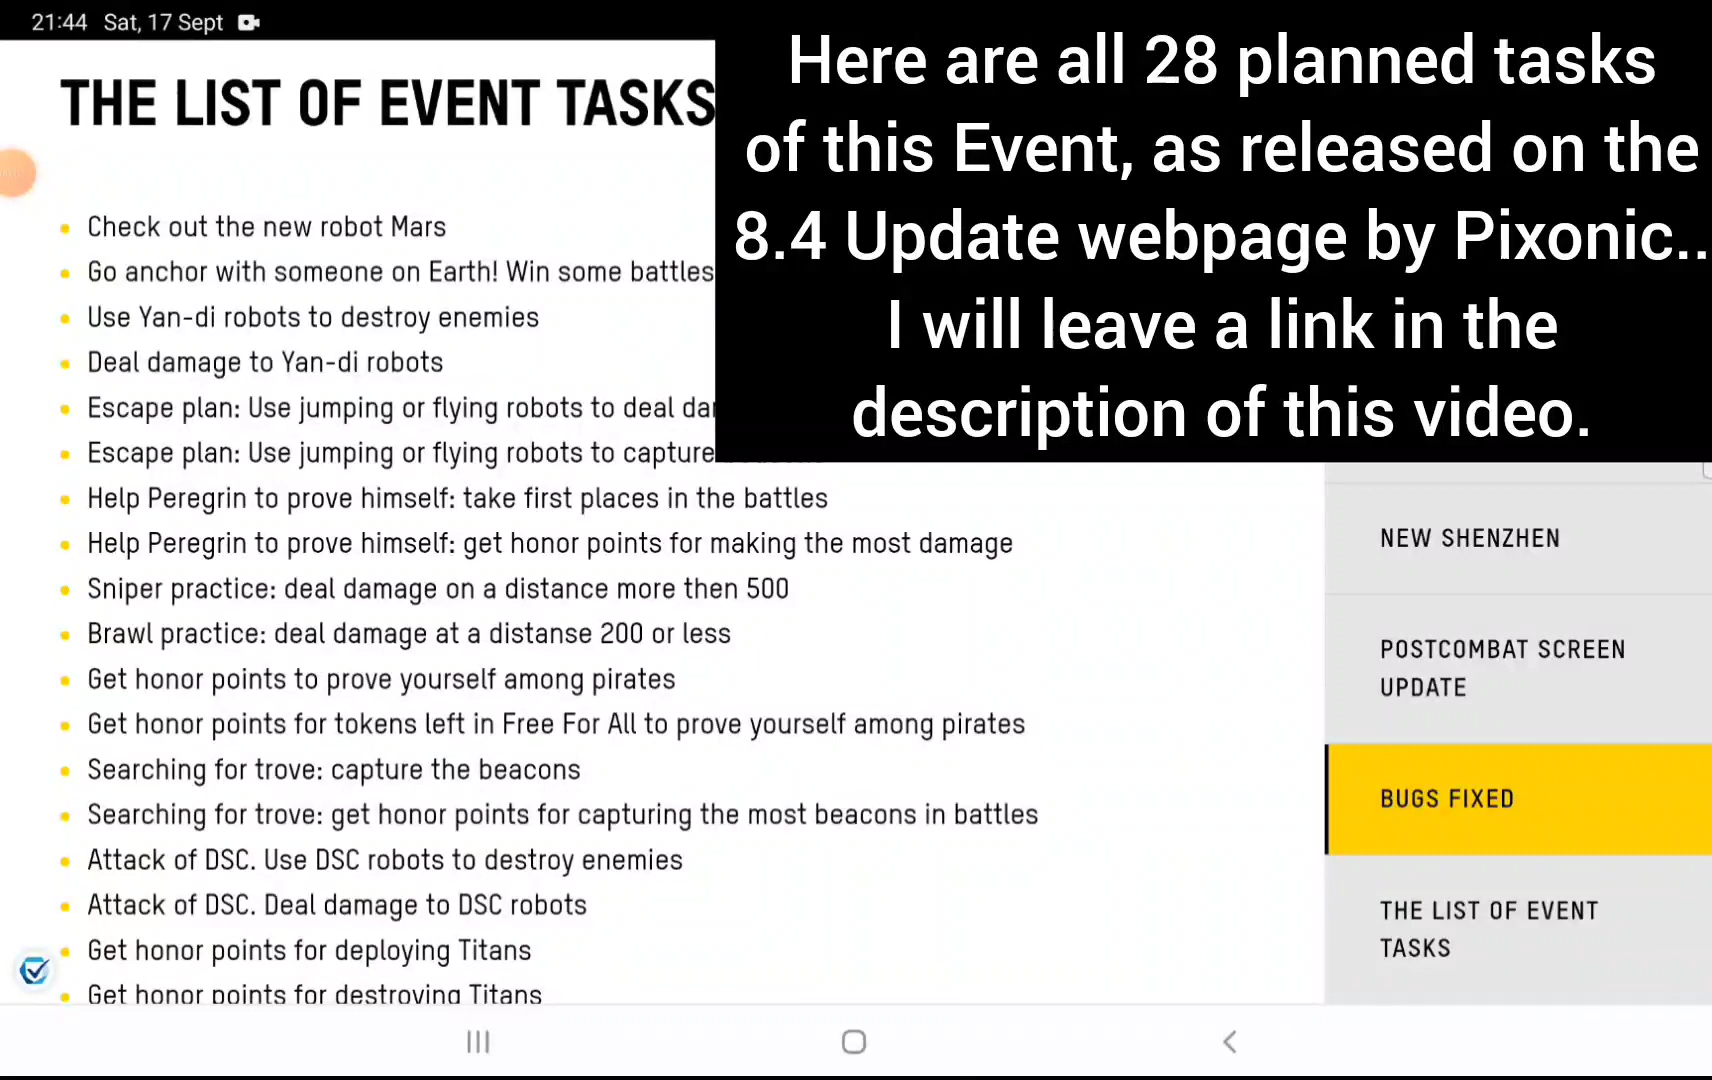 21:44 Sat, 17 Sept
Here are all 28 planned tasks
of this Event, as released on the
8.4 Update webpage by Pixonic..
I will leave a link in the
description of this video.
THE LIST OF EVENT TASKS
Check out the new robot Mars
Go anchor with someone on Earth! Win some battles
Use Yan-di robots to destroy enemies
Deal damage to Yan-di robots
Escape plan: Use jumping or flying robots to deal
Escape plan: Use jumping or flying robots to capture
Help Peregrin to prove himself: take first places in the battles
Help Peregrin to prove himself: get honor points for making the most damage
Sniper practice: deal damage on a distance more then 500
Brawl practice: deal damage at a distanse 200 or less
Get honor points to prove yourself among pirates
Get honor points for tokens left in Free For All to prove yourself among pirates
Searching for trove: capture the beacons
Searching for trove: get honor points for capturing the most beacons in battles
Attack of DSC. Use DSC robots to destroy enemies
Attack of DSC. Deal damage to DSC robots
Get honor points for deploying Titans
Get honor points for destroying Titans
NEW SHENZHEN
POSTCOMBAT SCREEN
UPDATE
BUGS FIXED
THE LIST OF EVENT
TASKS